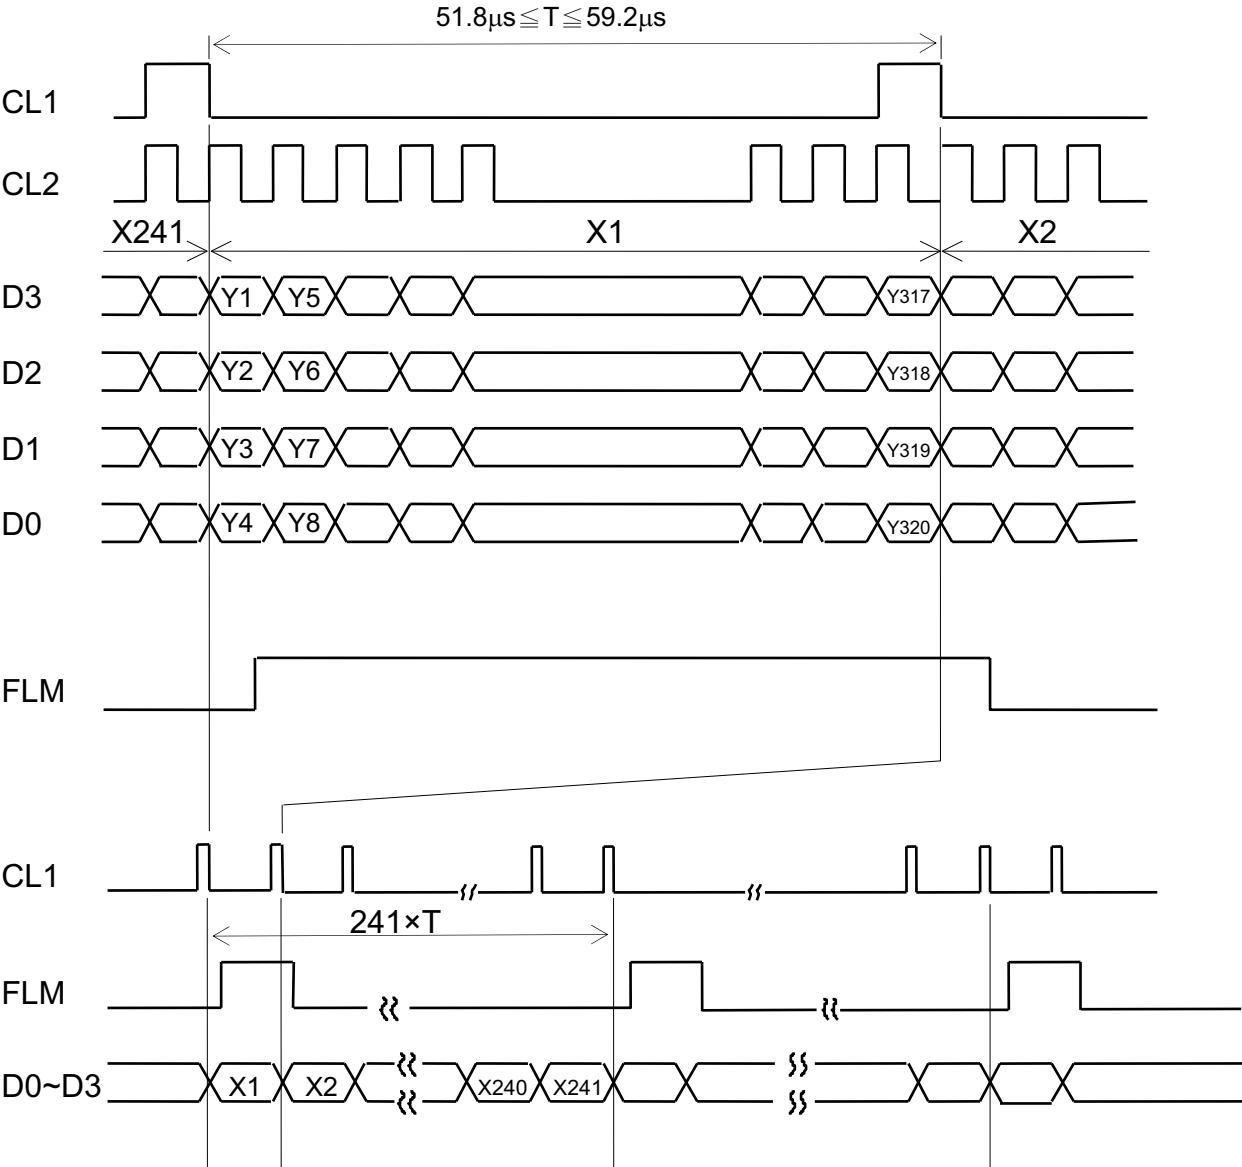 51.8μs≦T≦59.2μs
CL1
CL2
X241 X1 X2
D3 Y1 Y5 Y317
D2 Y2 Y6 Y318
D1 Y3 Y7 Y319
D0 Y4 Y8 Y320
FLM
CL1
241×T
FLM
D0~D3 X1 X2 X240 X241